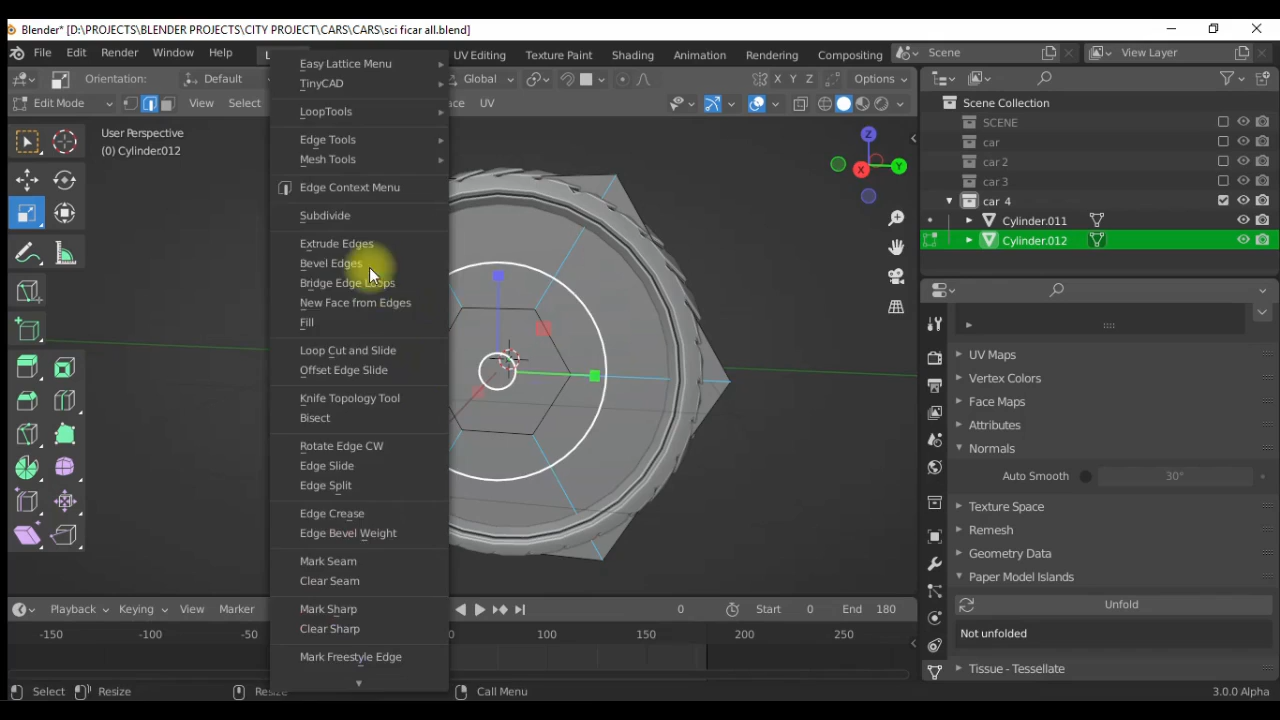 Blender* [D:\PROJECTS\BLENDER PROJECTS\CITY PROJECT\CARS\CARS\sci ficar all.blend]
File Edit Render Window Help
UV Editing Texture Paint Shading Animation Rendering Compositing
Scene
View Layer
Orientation: Default
Global
X Y Z
Options
Edit Mode
View Select
UV
User Perspective
(0) Cylinder.012
Easy Lattice Menu
TinyCAD
LoopTools
Edge Tools
Mesh Tools
Edge Context Menu
Subdivide
Extrude Edges
Bevel Edges
Bridge Edge Loops
New Face from Edges
Fill
Loop Cut and Slide
Offset Edge Slide
Knife Topology Tool
Bisect
Rotate Edge CW
Edge Slide
Edge Split
Edge Crease
Edge Bevel Weight
Mark Seam
Clear Seam
Mark Sharp
Clear Sharp
Mark Freestyle Edge
Z
X
Y
Scene Collection
SCENE
car
car 2
car 3
car 4
Cylinder.011
Cylinder.012
UV Maps
Vertex Colors
Face Maps
Attributes
Normals
Auto Smooth 30°
Texture Space
Remesh
Geometry Data
Paper Model Islands
Unfold
Not unfolded
Tissue - Tessellate
Playback Keying View Marker
0 Start 0 End 180
-150 -100 -50 50 100 150 200 250
Select Resize Call Menu 3.0.0 Alpha